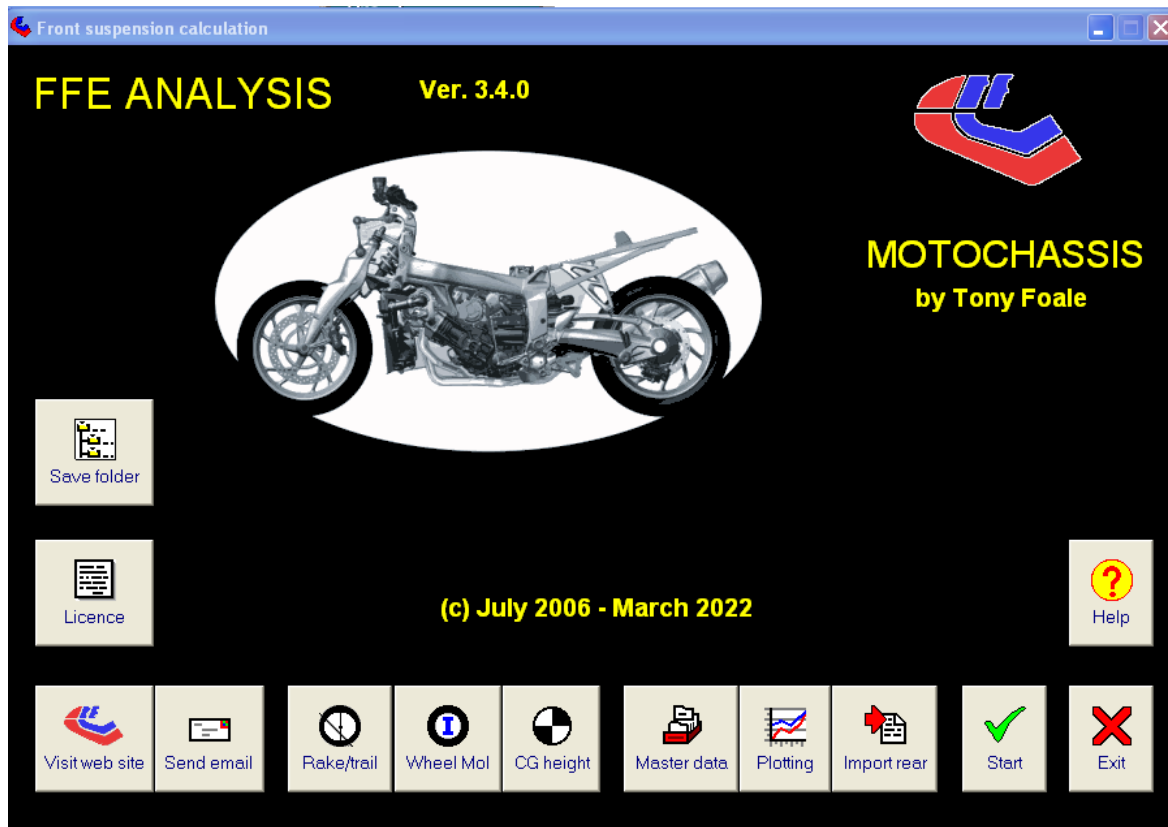 Front suspension calculation
FFE ANALYSIS
Ver. 3.4.0
MOTOCHASSIS
by Tony Foale
Save folder
Licence
(c) July 2006 - March 2022
Help
Visit web site
Send email
Rake/trail
Wheel MoI
CG height
Master data
Plotting
Import rear
Start
Exit